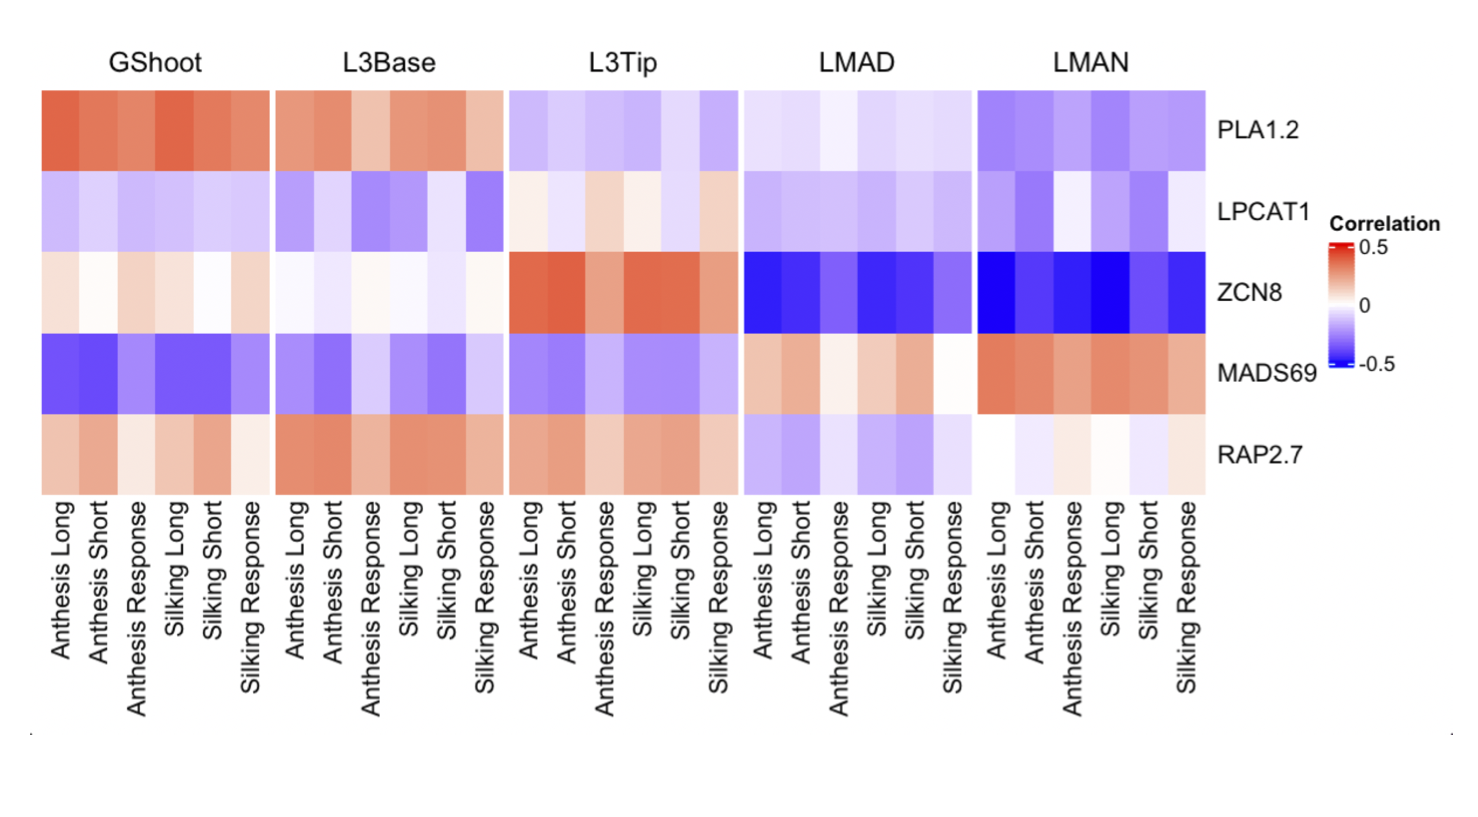 GShoot L3Base L3Tip LMAD LMAN
PLA1.2
LPCAT1
ZCN8
MADS69
RAP2.7
Correlation
0.5
0
-0.5
Anthesis Long
Anthesis Short
Anthesis Response
Silking Long
Silking Short
Silking Response
Anthesis Long
Anthesis Short
Anthesis Response
Silking Long
Silking Short
Silking Response
Anthesis Long
Anthesis Short
Anthesis Response
Silking Long
Silking Short
Silking Response
Anthesis Long
Anthesis Short
Anthesis Response
Silking Long
Silking Short
Silking Response
Anthesis Long
Anthesis Short
Anthesis Response
Silking Long
Silking Short
Silking Response